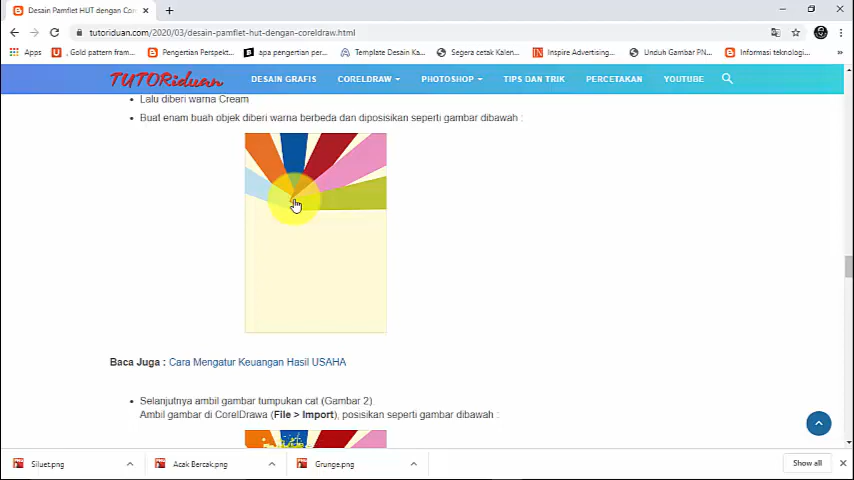 Desain Pamflet HUT dengan Cor
tutoriduan.com/2020/03/desain-pamflet-hut-dengan-coreldraw.html
Apps
, Gold pattern fram...
Pengertian Perspekt...
apa pengertian per...
Template Desain Ka...
Segera cetak Kalen...
Inspire Advertising...
Unduh Gambar PN...
Informasi teknologi...
TUTORiduan
DESAIN GRAFIS
CORELDRAW
PHOTOSHOP
TIPS DAN TRIK
PERCETAKAN
YOUTUBE
Lalu diberi warna Cream
Buat enam buah objek diberi warna berbeda dan diposisikan seperti gambar dibawah :
Baca Juga : Cara Mengatur Keuangan Hasil USAHA
Selanjutnya ambil gambar tumpukan cat (Gambar 2).
Ambil gambar di CorelDrawa (File > Import), posisikan seperti gambar dibawah :
Siluet.png
Acak Bercak.png
Grunge.png
Show all